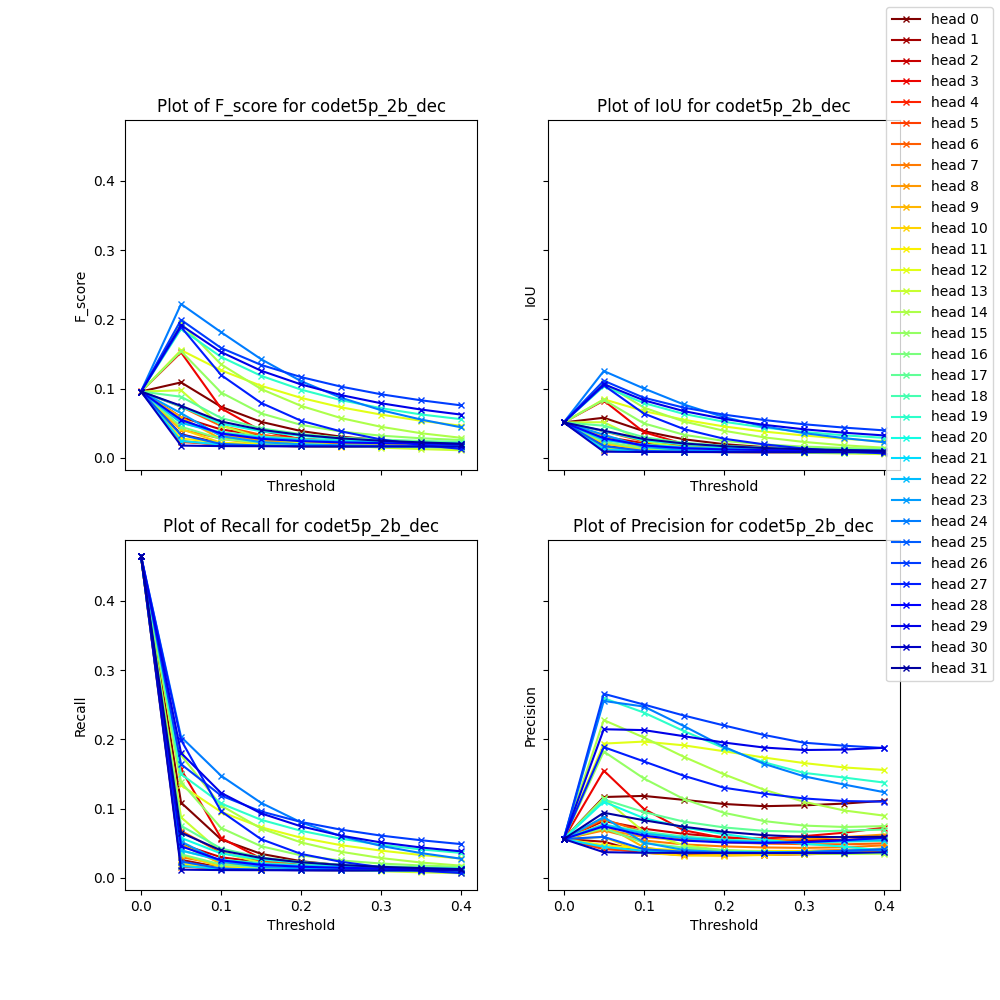 Plot of F_score for codet5p_2b_dec
F_score
0.4
0.3
0.2
0.1
0.0
Threshold
Plot of IoU for codet5p_2b_dec
IoU
Threshold
Plot of Recall for codet5p_2b_dec
Recall
0.4
0.3
0.2
0.1
0.0
0.0 0.1 0.2 0.3 0.4
Threshold
Plot of Precision for codet5p_2b_dec
Precision
0.0 0.1 0.2 0.3 0.4
Threshold
head 0
head 1
head 2
head 3
head 4
head 5
head 6
head 7
head 8
head 9
head 10
head 11
head 12
head 13
head 14
head 15
head 16
head 17
head 18
head 19
head 20
head 21
head 22
head 23
head 24
head 25
head 26
head 27
head 28
head 29
head 30
head 31